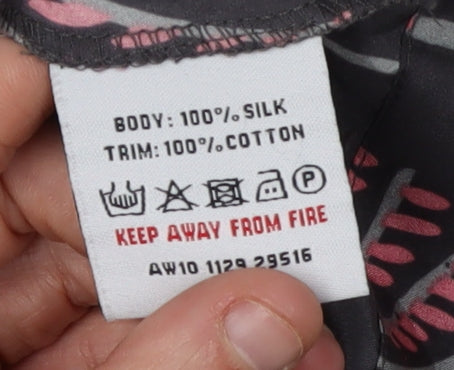 BODY: 100% SILK
TRIM: 100% COTTON
P
KEEP AWAY FROM FIRE
AW10 1129 29516